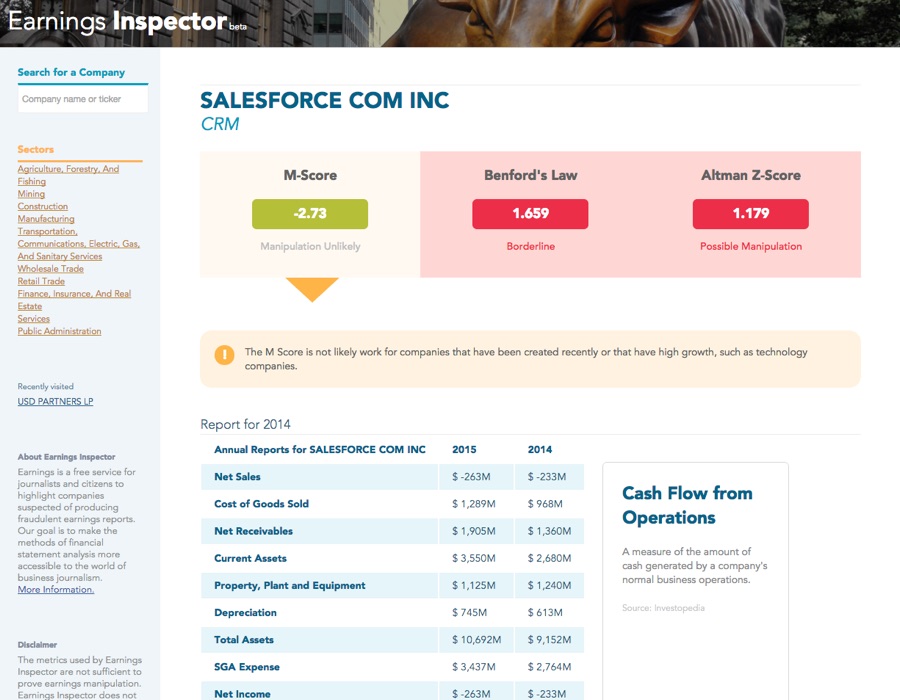 Earnings Inspector beta
Search for a Company
Company name or ticker
Sectors
Agriculture, Forestry, And
Fishing
Mining
Construction
Manufacturing
Transportation,
Communications, Electric, Gas,
And Sanitary Services
Wholesale Trade
Retail Trade
Finance, Insurance, And Real
Estate
Services
Public Administration
Recently visited
USD PARTNERS LP
About Earnings Inspector
Earnings is a free service for
journalists and citizens to
highlight companies
suspected of producing
fraudulent earnings reports.
Our goal is to make the
methods of financial
statement analysis more
accessible to the world of
business journalism.
More Information.
Disclaimer
The metrics used by Earnings
Inspector are not sufficient to
prove earnings manipulation.
Earnings Inspector does not
SALESFORCE COM INC
CRM
M-Score Benford's Law Altman Z-Score
-2.73 1.659 1.179
Manipulation Unlikely Borderline Possible Manipulation
! The M Score is not likely work for companies that have been created recently or that have high growth, such as technology
companies.
Report for 2014
Annual Reports for SALESFORCE COM INC 2015 2014
Net Sales $ -263M $ -233M
Cost of Goods Sold $ 1,289M $ 968M
Net Receivables $ 1,905M $ 1,360M
Current Assets $ 3,550M $ 2,680M
Property, Plant and Equipment $ 1,125M $ 1,240M
Depreciation $ 745M $ 613M
Total Assets $ 10,692M $ 9,152M
SGA Expense $ 3,437M $ 2,764M
Net Income $ -263M $ -233M
Cash Flow from
Operations
A measure of the amount of
cash generated by a company's
normal business operations.
Source: Investopedia